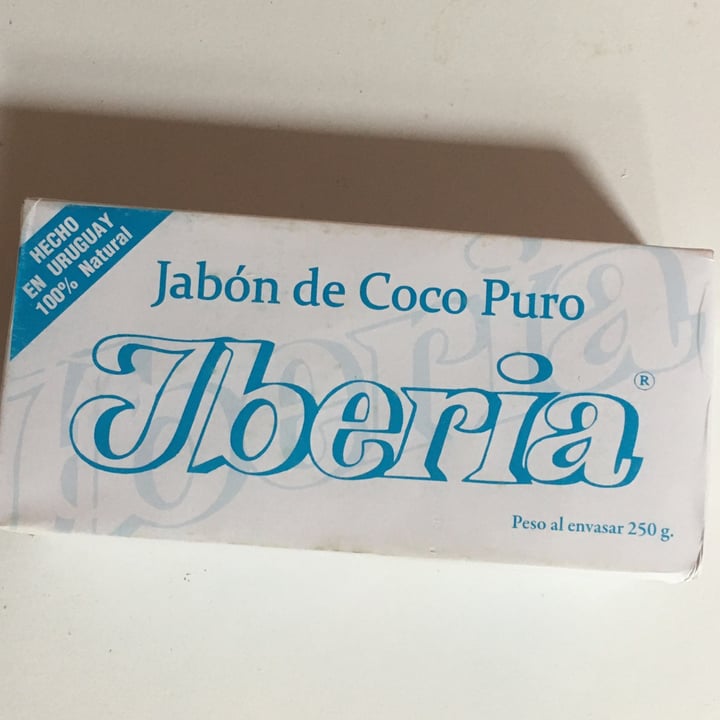 HECHO
EN URUGUAY
100% Natural
Jabón de Coco Puro
Iberia®
Peso al envasar 250 g.